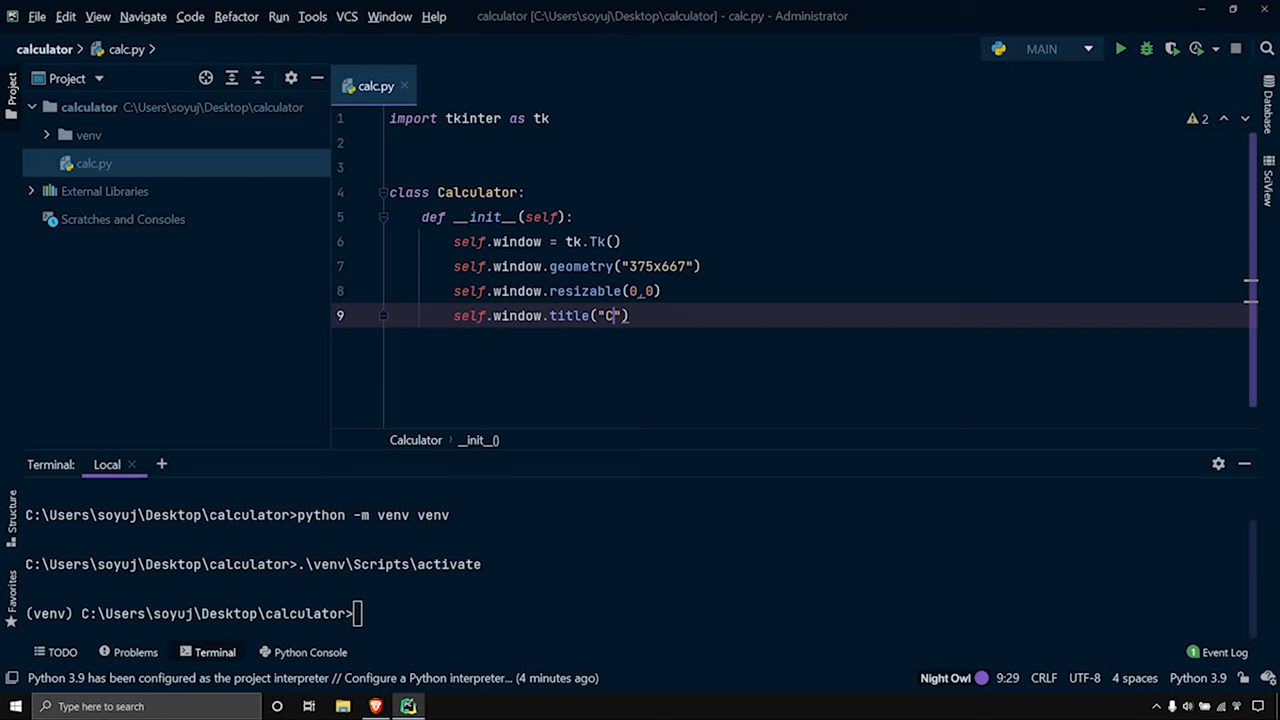 File Edit View Navigate Code Refactor Run Tools VCS Window Help calculator [C:\Users\soyuj\Desktop\calculator] - calc.py - Administrator
calculator calc.py MAIN
Project
calc.py
calculator C:\Users\soyuj\Desktop\calculator
venv
calc.py
External Libraries
Scratches and Consoles
1 import tkinter as tk
2
3
4 class Calculator:
5 def __init__(self):
6 self.window = tk.Tk()
7 self.window.geometry("375x667")
8 self.window.resizable(0,0)
9 self.window.title("C")
2
Calculator __init__()
Project
Structure
Favorites
Database
SciView
Terminal: Local
C:\Users\soyuj\Desktop\calculator>python -m venv venv
C:\Users\soyuj\Desktop\calculator>.\venv\Scripts\activate
(venv) C:\Users\soyuj\Desktop\calculator>
TODO Problems Terminal Python Console 1 Event Log
Python 3.9 has been configured as the project interpreter // Configure a Python interpreter... (4 minutes ago) Night Owl 9:29 CRLF UTF-8 4 spaces Python 3.9
Type here to search